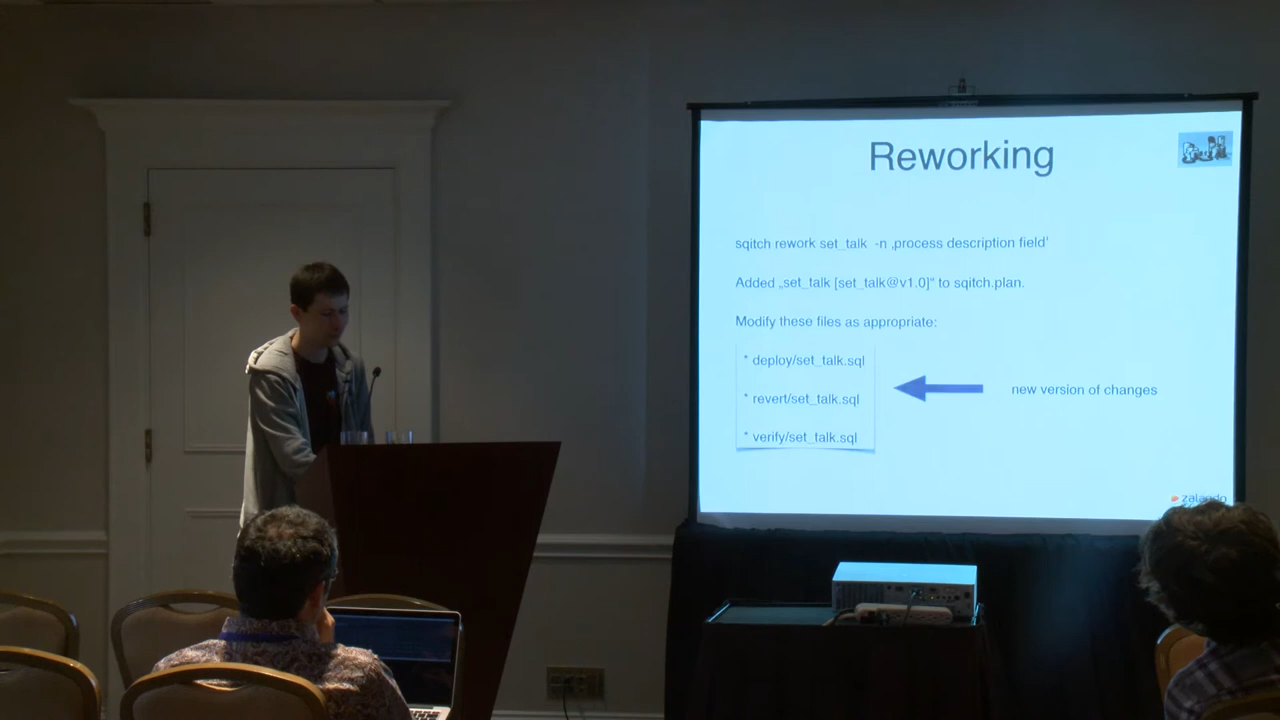 Reworking
sqitch rework set_talk -n ‚process description field'
Added „set_talk [set_talk@v1.0]“ to sqitch.plan.
Modify these files as appropriate:
* deploy/set_talk.sql
* revert/set_talk.sql
* verify/set_talk.sql
new version of changes
zalando